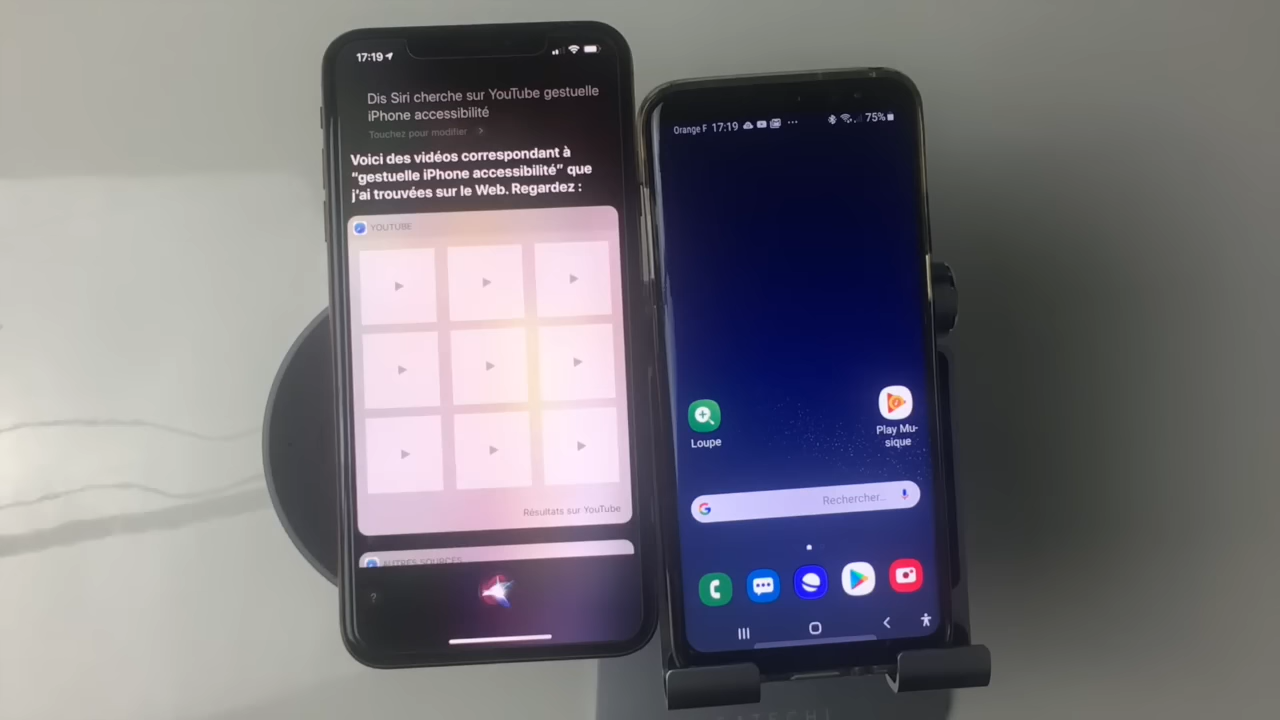 17:19
Dis Siri cherche sur YouTube gestuelle
iPhone accessibilité
Touchez pour modifier
Voici des vidéos correspondant à
“gestuelle iPhone accessibilité” que
j'ai trouvées sur le Web. Regardez :
YOUTUBE
Résultats sur YouTube
AUTRES SOURCES
?
Orange F 17:19 ... 75%
Loupe
Play Mu-
sique
G
Rechercher...